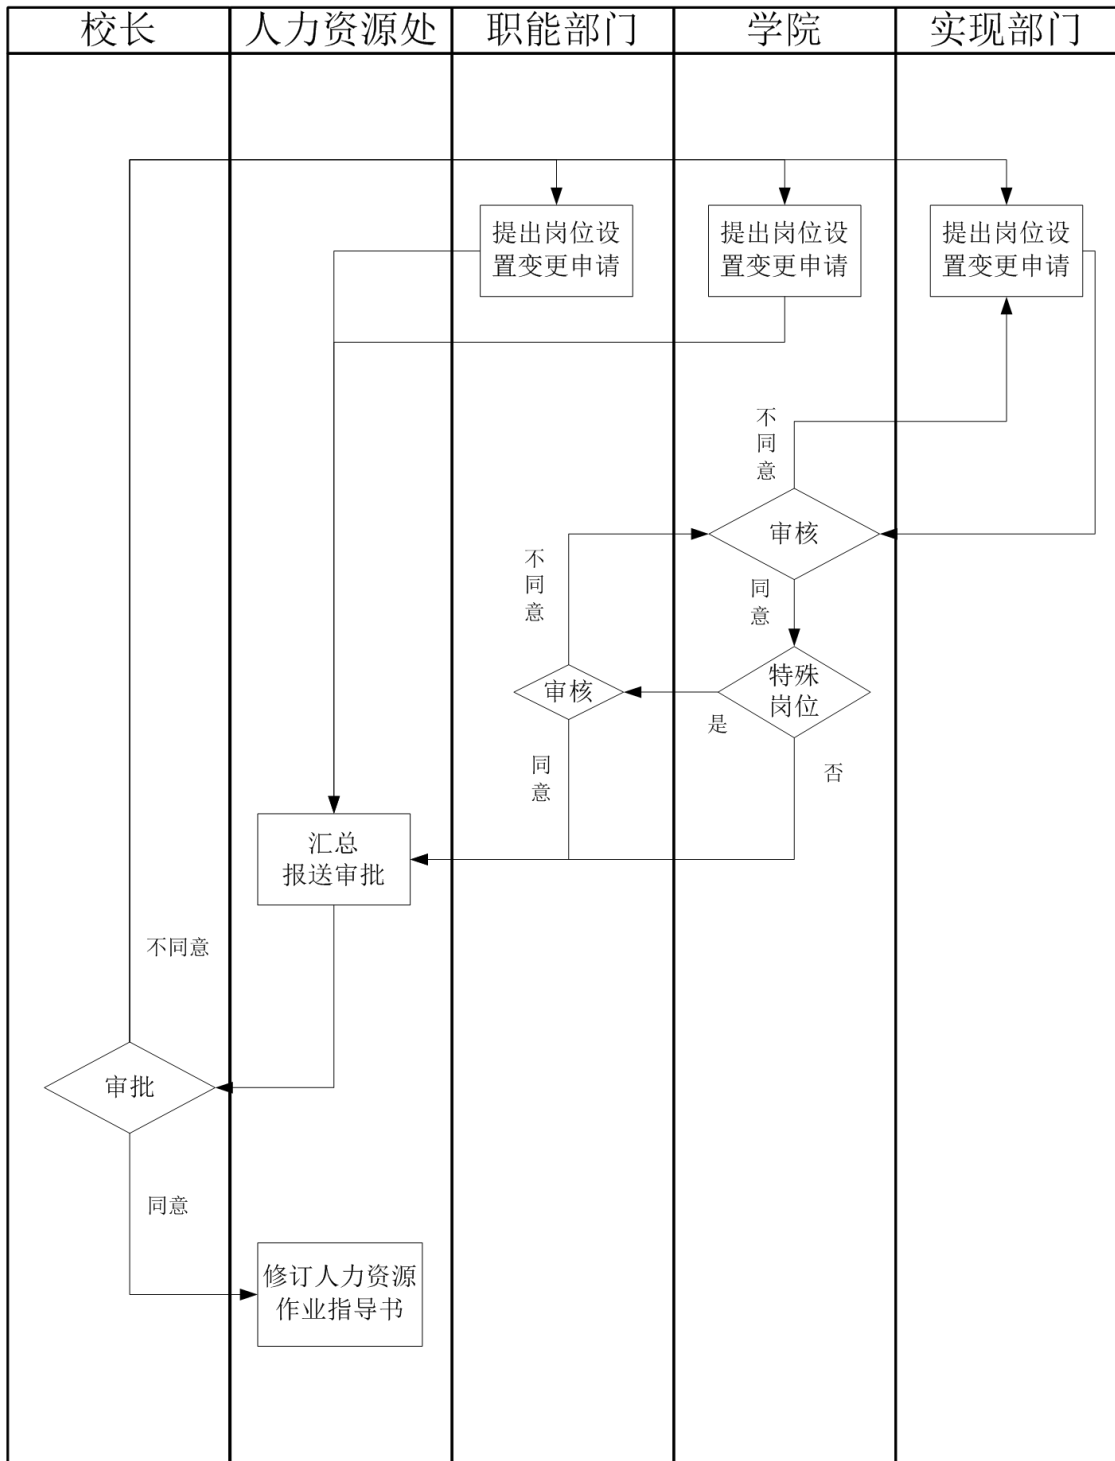 校长
人力资源处
职能部门
学院
实现部门
提出岗位设
置变更申请
提出岗位设
置变更申请
提出岗位设
置变更申请
不
同
意
审核
不
同
意
同
意
特殊
岗位
审核
是
否
同
意
汇总
报送审批
不同意
审批
同意
修订人力资源
作业指导书